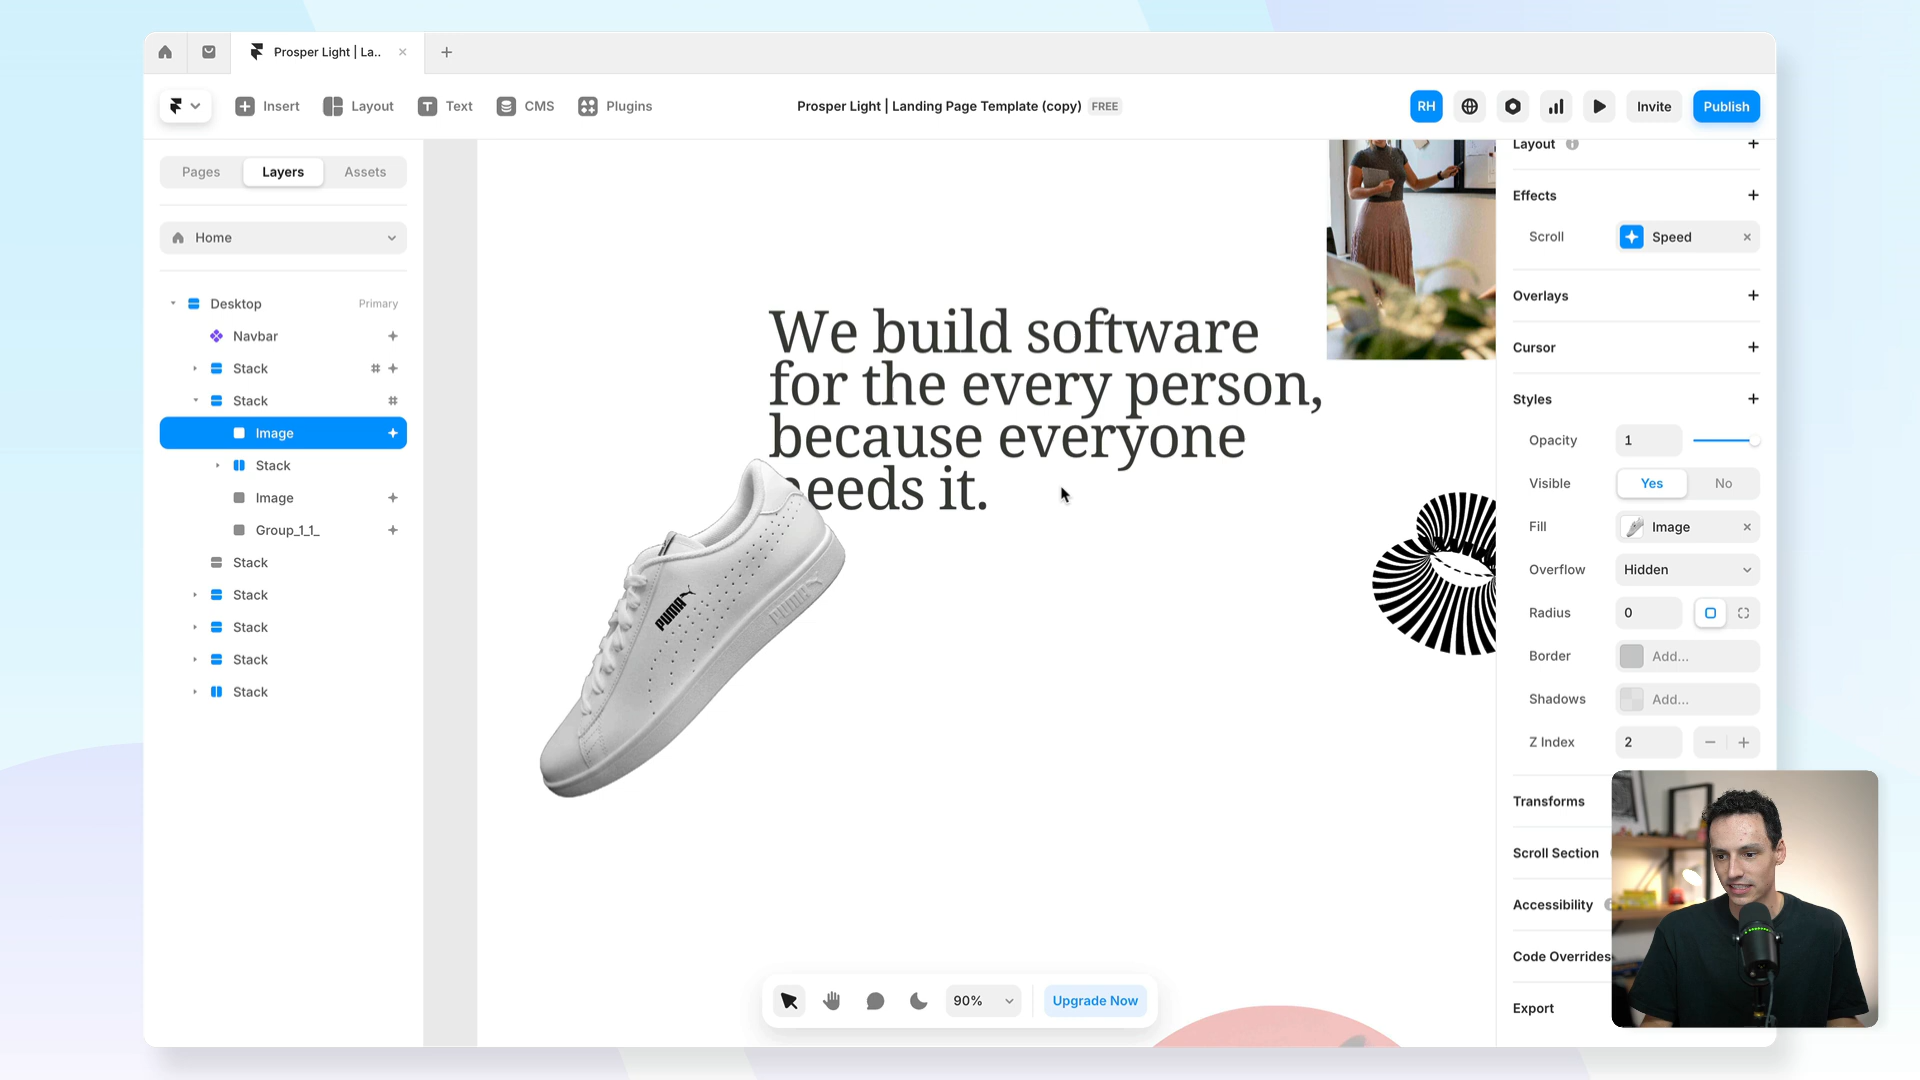 Prosper Light | La..
Insert
Layout
Text
CMS
Plugins
Prosper Light | Landing Page Template (copy)
FREE
RH
Invite
Publish
Pages
Layers
Assets
Home
Desktop
Primary
Navbar
Stack
Stack
Image
Stack
Image
Group_1_1_
Stack
Stack
Stack
Stack
Stack
We build software
for the every person,
because everyone
needs it.
PUMA
PUMA
90%
Upgrade Now
Layout
Effects
Scroll
Speed
Overlays
Cursor
Styles
Opacity
1
Visible
Yes
No
Fill
Image
Overflow
Hidden
Radius
0
Border
Add...
Shadows
Add...
Z Index
2
Transforms
Scroll Section
Accessibility
Code Overrides
Export